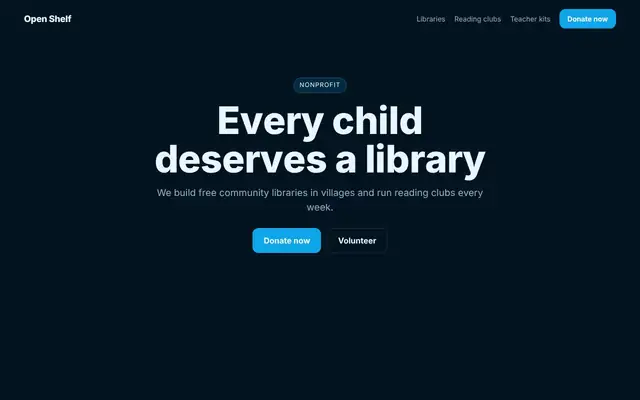 Open Shelf
Libraries Reading clubs Teacher kits Donate now
NONPROFIT
Every child
deserves a library
We build free community libraries in villages and run reading clubs every
week.
Donate now Volunteer